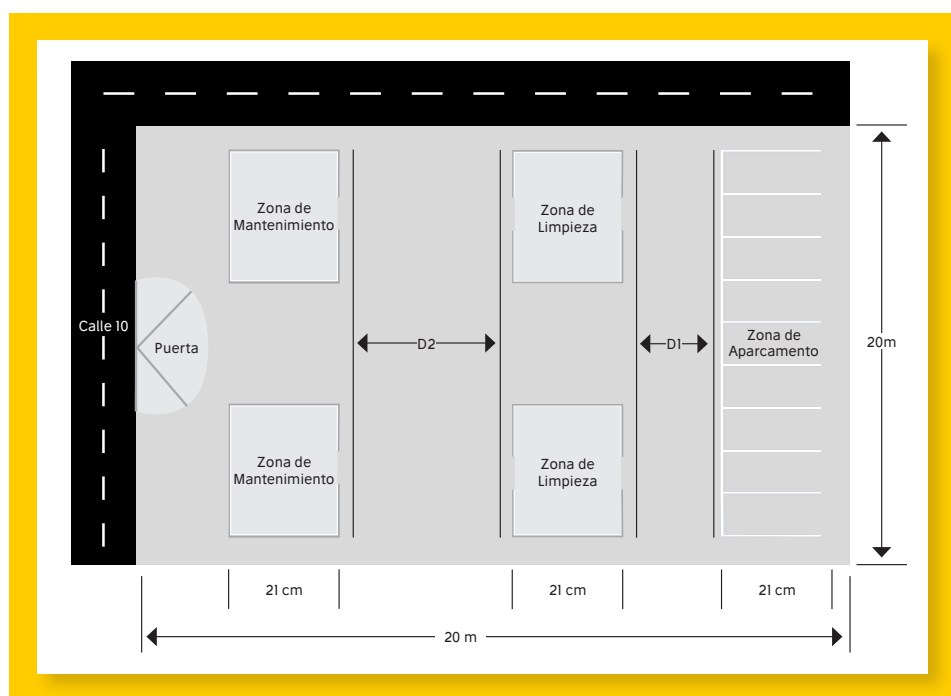 Zona de
Mantenimiento
Zona de
Limpieza
Calle 10
Puerta
D2
D1
Zona de
Aparcamento
20m
Zona de
Mantenimiento
Zona de
Limpieza
21 cm
21 cm
21 cm
20 m